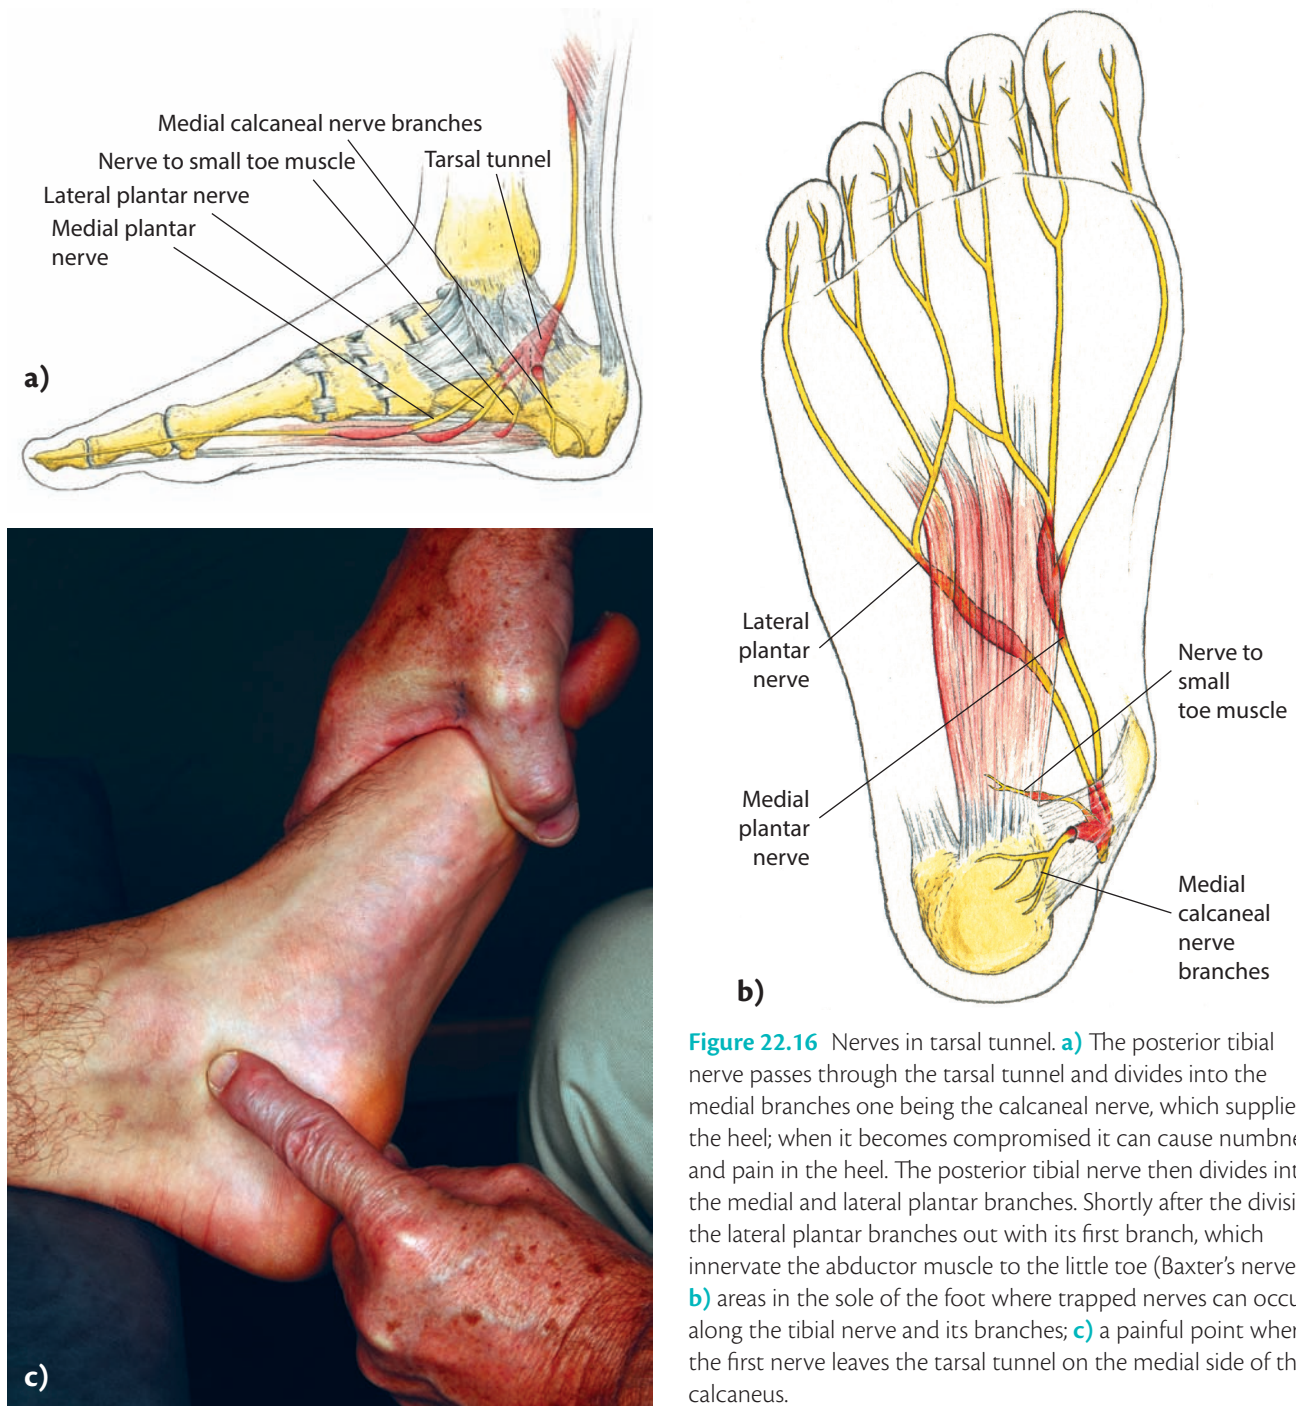 Medial calcaneal nerve branches
Nerve to small toe muscle
Tarsal tunnel
Lateral plantar nerve
Medial plantar
nerve
a)
Lateral
plantar
nerve
Nerve to
small
toe muscle
Medial
plantar
nerve
Medial
calcaneal
nerve
branches
b)
c)
Figure 22.16 Nerves in tarsal tunnel. a) The posterior tibial
nerve passes through the tarsal tunnel and divides into the
medial branches one being the calcaneal nerve, which supplie
the heel; when it becomes compromised it can cause numbne
and pain in the heel. The posterior tibial nerve then divides int
the medial and lateral plantar branches. Shortly after the divisi
the lateral plantar branches out with its first branch, which
innervate the abductor muscle to the little toe (Baxter's nerve
b) areas in the sole of the foot where trapped nerves can occu
along the tibial nerve and its branches; c) a painful point wher
the first nerve leaves the tarsal tunnel on the medial side of th
calcaneus.